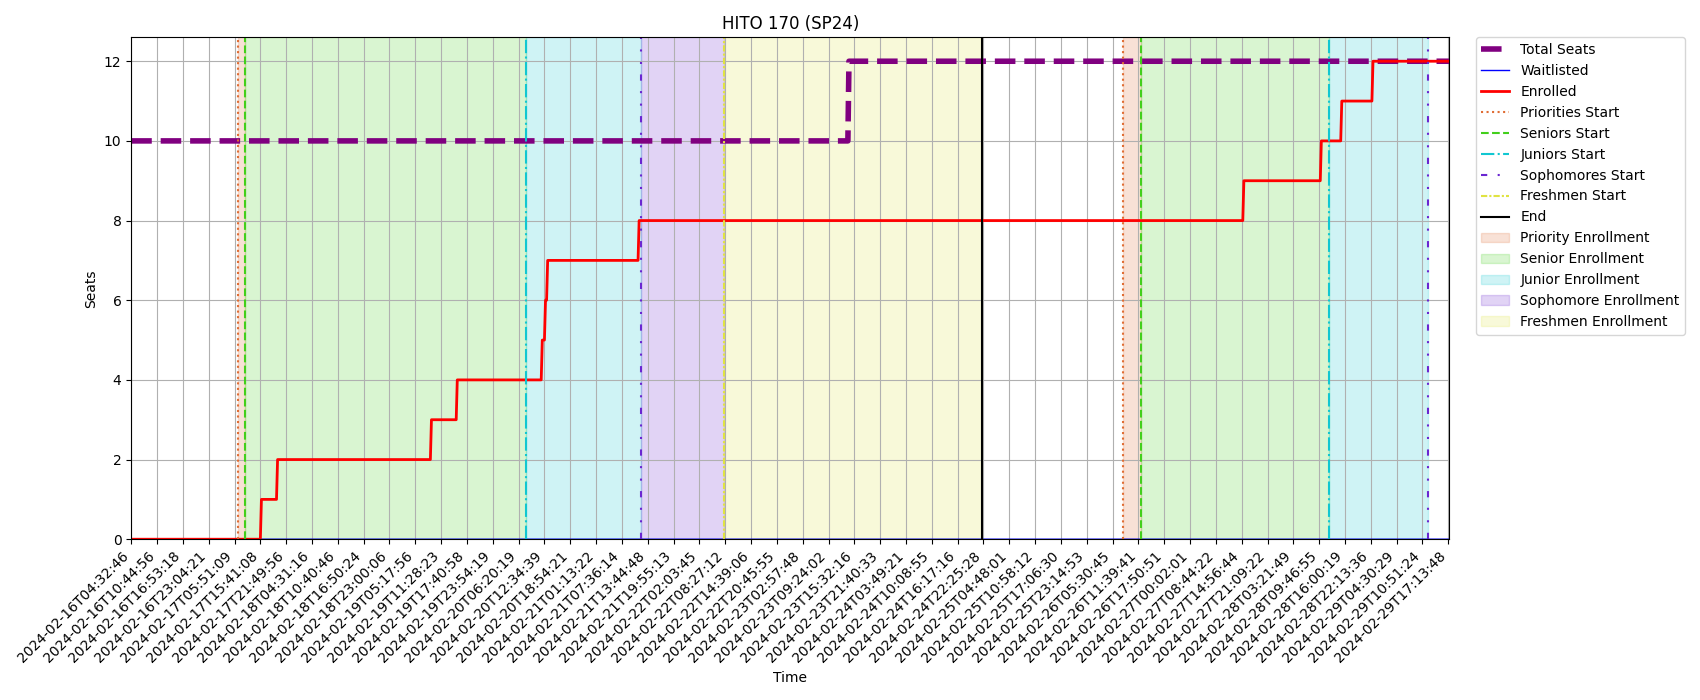 HITO 170 (SP24)
Seats
12
10
8
6
4
2
0
2024-02-16T04:32:46
2024-02-16T10:44:56
2024-02-16T16:53:18
2024-02-16T23:04:21
2024-02-17T05:51:09
2024-02-17T15:41:08
2024-02-17T21:49:56
2024-02-18T04:31:16
2024-02-18T10:40:46
2024-02-18T16:50:24
2024-02-18T23:00:06
2024-02-19T05:17:56
2024-02-19T11:28:23
2024-02-19T17:40:58
2024-02-19T23:54:19
2024-02-20T06:20:19
2024-02-20T12:34:39
2024-02-20T18:54:21
2024-02-21T01:13:22
2024-02-21T07:36:14
2024-02-21T13:44:48
2024-02-21T19:55:13
2024-02-22T02:03:45
2024-02-22T08:27:12
2024-02-22T14:39:06
2024-02-22T20:45:55
2024-02-23T02:57:48
2024-02-23T09:24:02
2024-02-23T15:32:16
2024-02-23T21:40:33
2024-02-24T03:49:21
2024-02-24T10:08:55
2024-02-24T16:17:16
2024-02-24T22:25:28
2024-02-25T04:48:01
2024-02-25T10:58:12
2024-02-25T17:06:30
2024-02-25T23:14:53
2024-02-26T05:30:45
2024-02-26T11:39:41
2024-02-26T17:50:51
2024-02-27T00:02:01
2024-02-27T08:44:22
2024-02-27T14:56:44
2024-02-27T21:09:22
2024-02-28T03:21:49
2024-02-28T09:46:55
2024-02-28T16:00:19
2024-02-28T22:13:36
2024-02-29T04:30:29
2024-02-29T10:51:24
2024-02-29T17:13:48
Time
Total Seats
Waitlisted
Enrolled
Priorities Start
Seniors Start
Juniors Start
Sophomores Start
Freshmen Start
End
Priority Enrollment
Senior Enrollment
Junior Enrollment
Sophomore Enrollment
Freshmen Enrollment